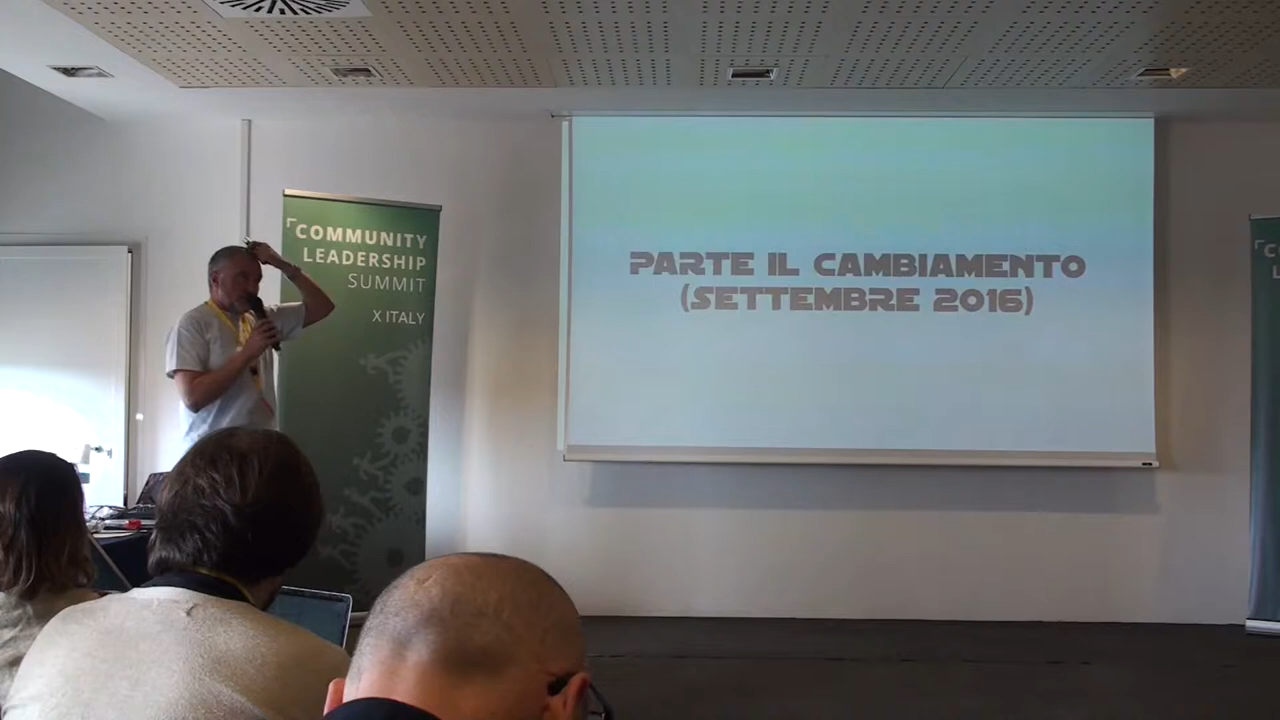 COMMUNITY
LEADERSHIP
SUMMIT
X ITALY
PARTE IL CAMBIAMENTO
(SETTEMBRE 2016)